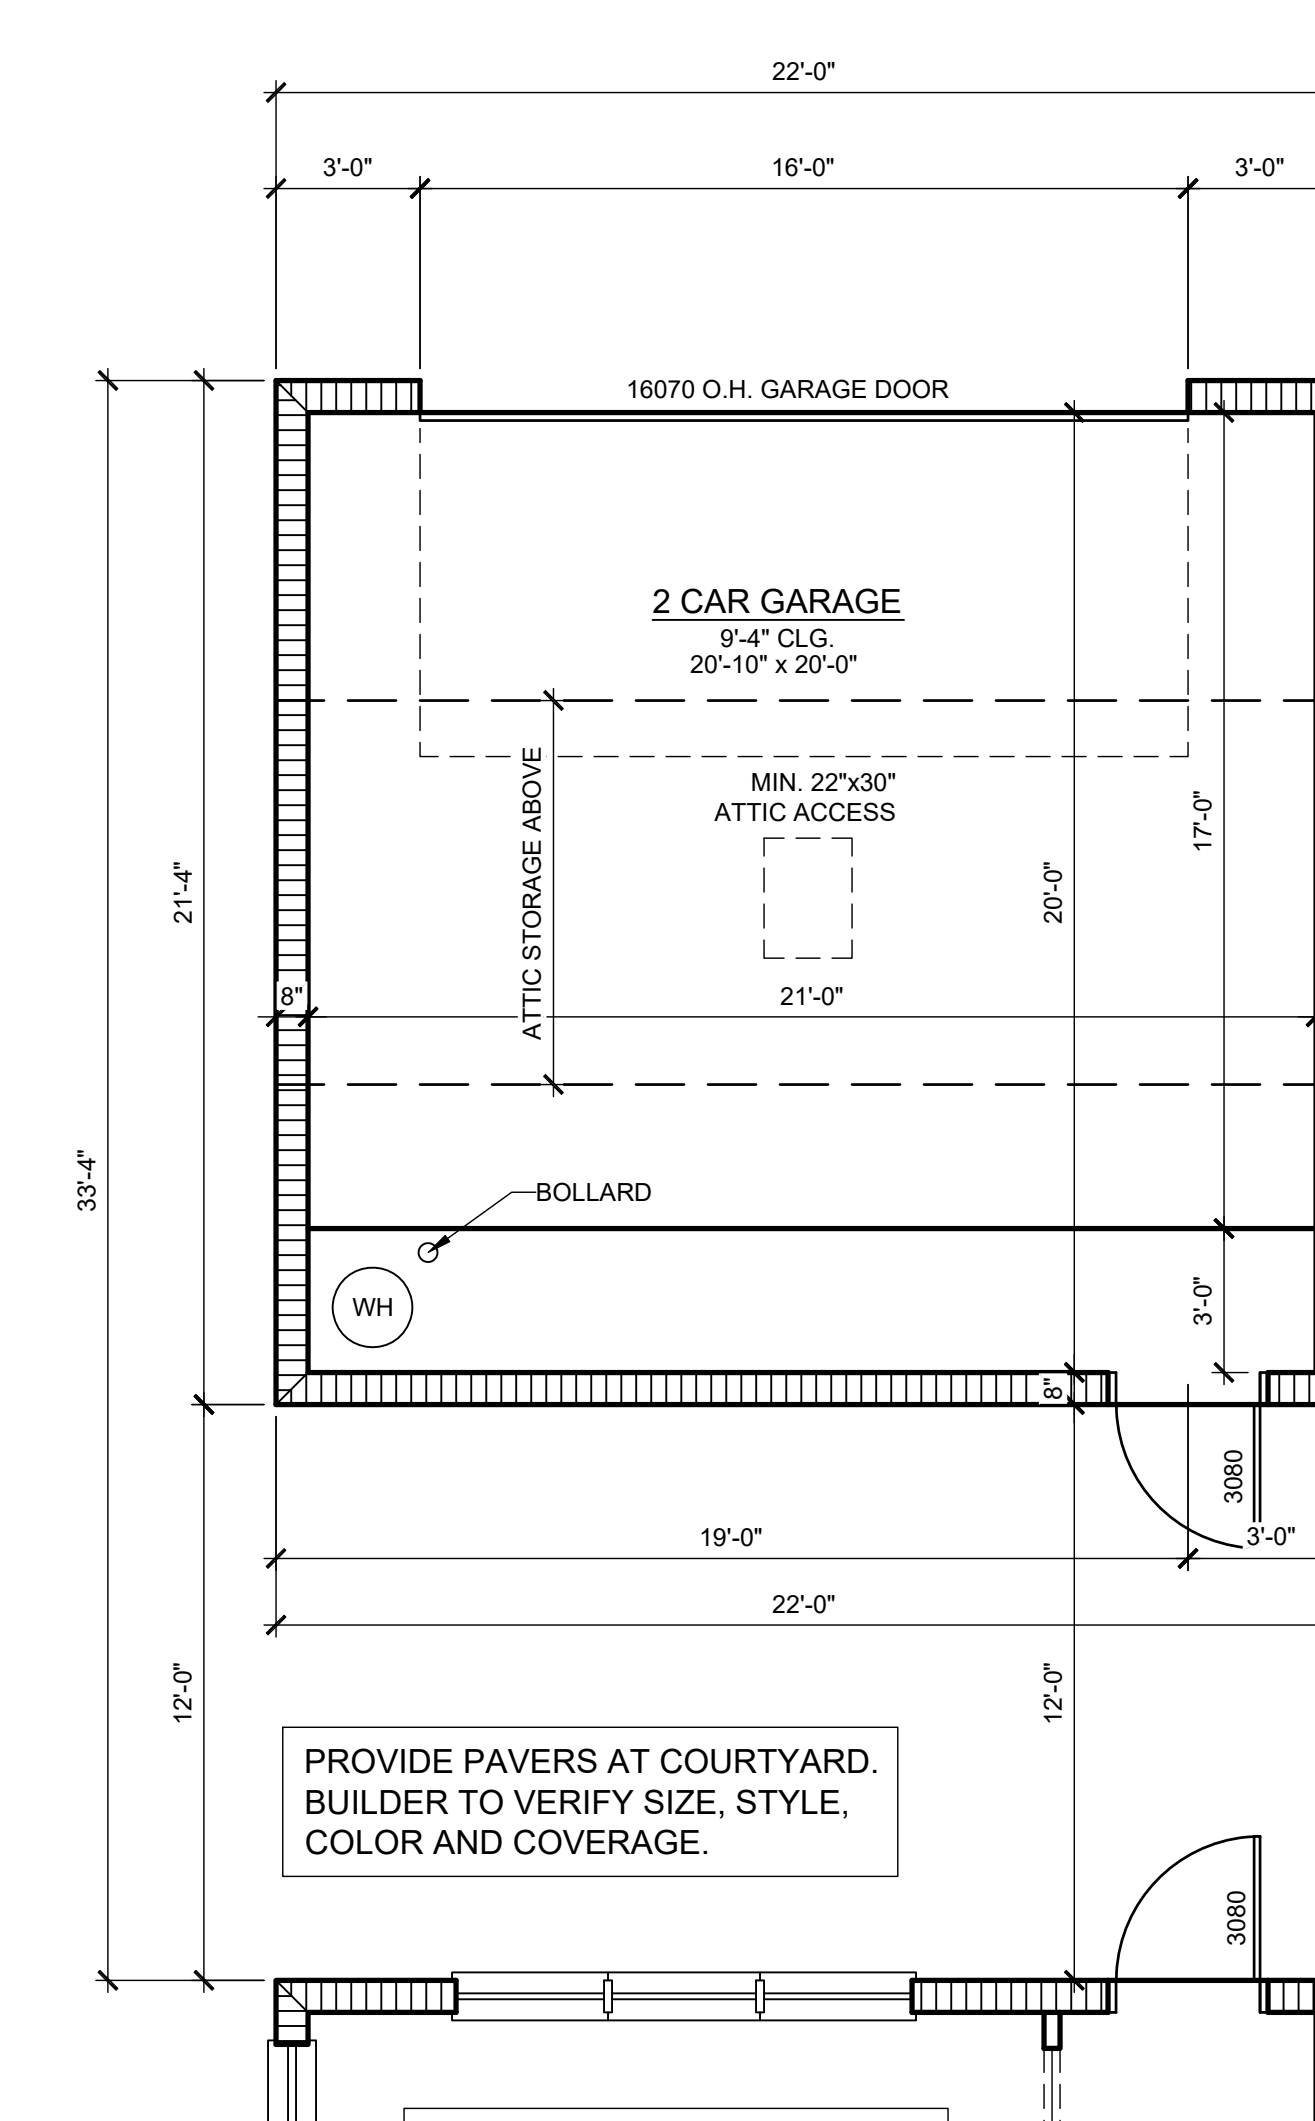 22'-0"
3'-0"
16'-0"
3'-0"
16070 O.H. GARAGE DOOR
2 CAR GARAGE
9'-4" CLG.
20'-10" x 20'-0"
MIN. 22"x30"
ATTIC ACCESS
ATTIC STORAGE ABOVE
17'-0"
21'-4"
20'-0"
8"
21'-0"
33'-4"
BOLLARD
WH
3'-0"
8"
3080
19'-0"
3'-0"
22'-0"
12'-0"
12'-0"
PROVIDE PAVERS AT COURTYARD.
BUILDER TO VERIFY SIZE, STYLE,
COLOR AND COVERAGE.
3080